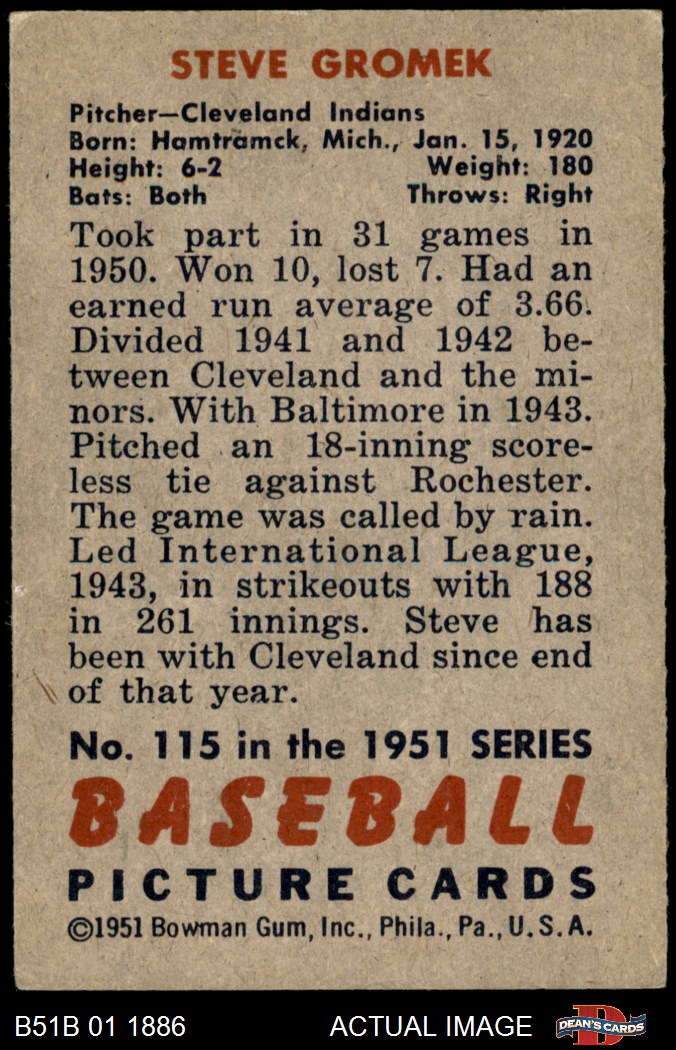 STEVE GROMEK
Pitcher—Cleveland Indians
Born: Hamtramck, Mich., Jan. 15, 1920
Height: 6-2 Weight: 180
Bats: Both Throws: Right
Took part in 31 games in
1950. Won 10, lost 7. Had an
earned run average of 3.66.
Divided 1941 and 1942 be-
tween Cleveland and the mi-
nors. With Baltimore in 1943.
Pitched an 18-inning score-
less tie against Rochester.
The game was called by rain.
Led International League,
1943, in strikeouts with 188
in 261 innings. Steve has
been with Cleveland since end
of that year.
No. 115 in the 1951 SERIES
BASEBALL
PICTURE CARDS
©1951 Bowman Gum, Inc., Phila., Pa., U.S.A.
B51B 01 1886 ACTUAL IMAGE D DEAN'S CARDS